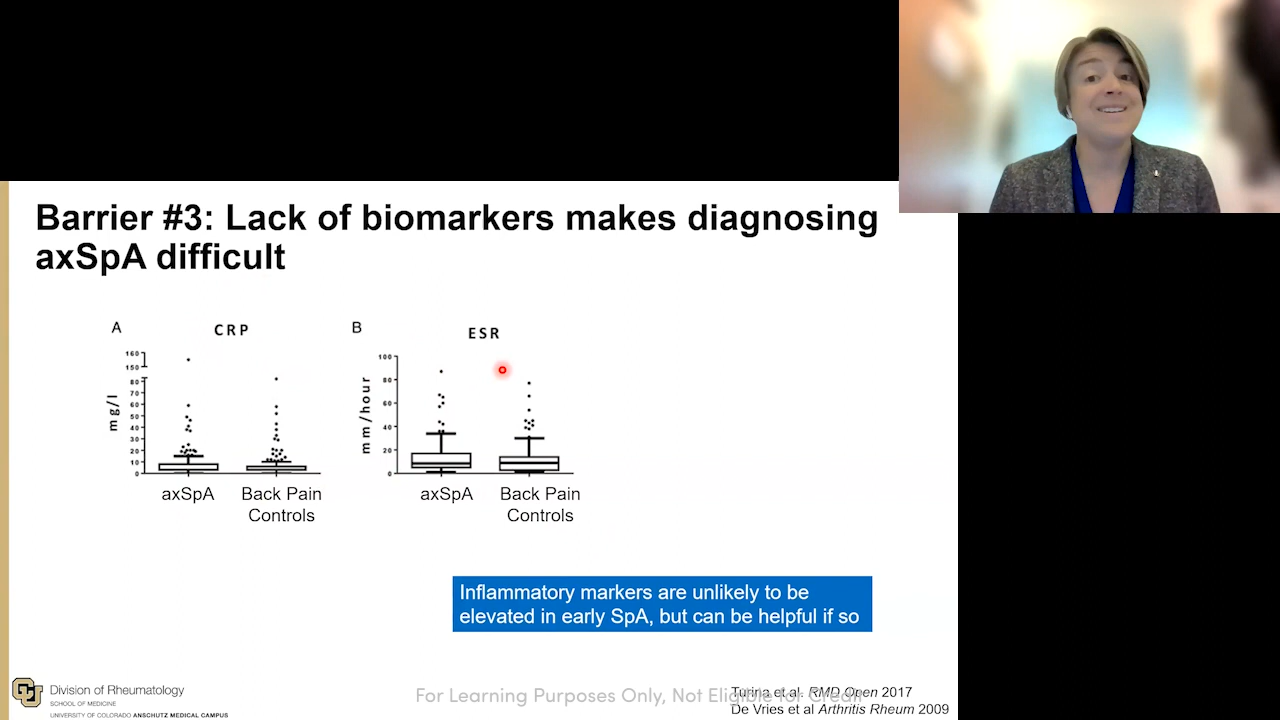 Barrier #3: Lack of biomarkers makes diagnosing
axSpA difficult
A
CRP
B
ESR
160
150
80
70
60
50
40
30
20
10
0
mg/l
100
80
60
40
20
0
mm/hour
axSpA
Back Pain
Controls
axSpA
Back Pain
Controls
Inflammatory markers are unlikely to be
elevated in early SpA, but can be helpful if so
Division of Rheumatology
SCHOOL OF MEDICINE
UNIVERSITY OF COLORADO ANSCHUTZ MEDICAL CAMPUS
For Learning Purposes Only, Not Eligible for Credit
Turina et al. RMD Open 2017
De Vries et al Arthritis Rheum 2009